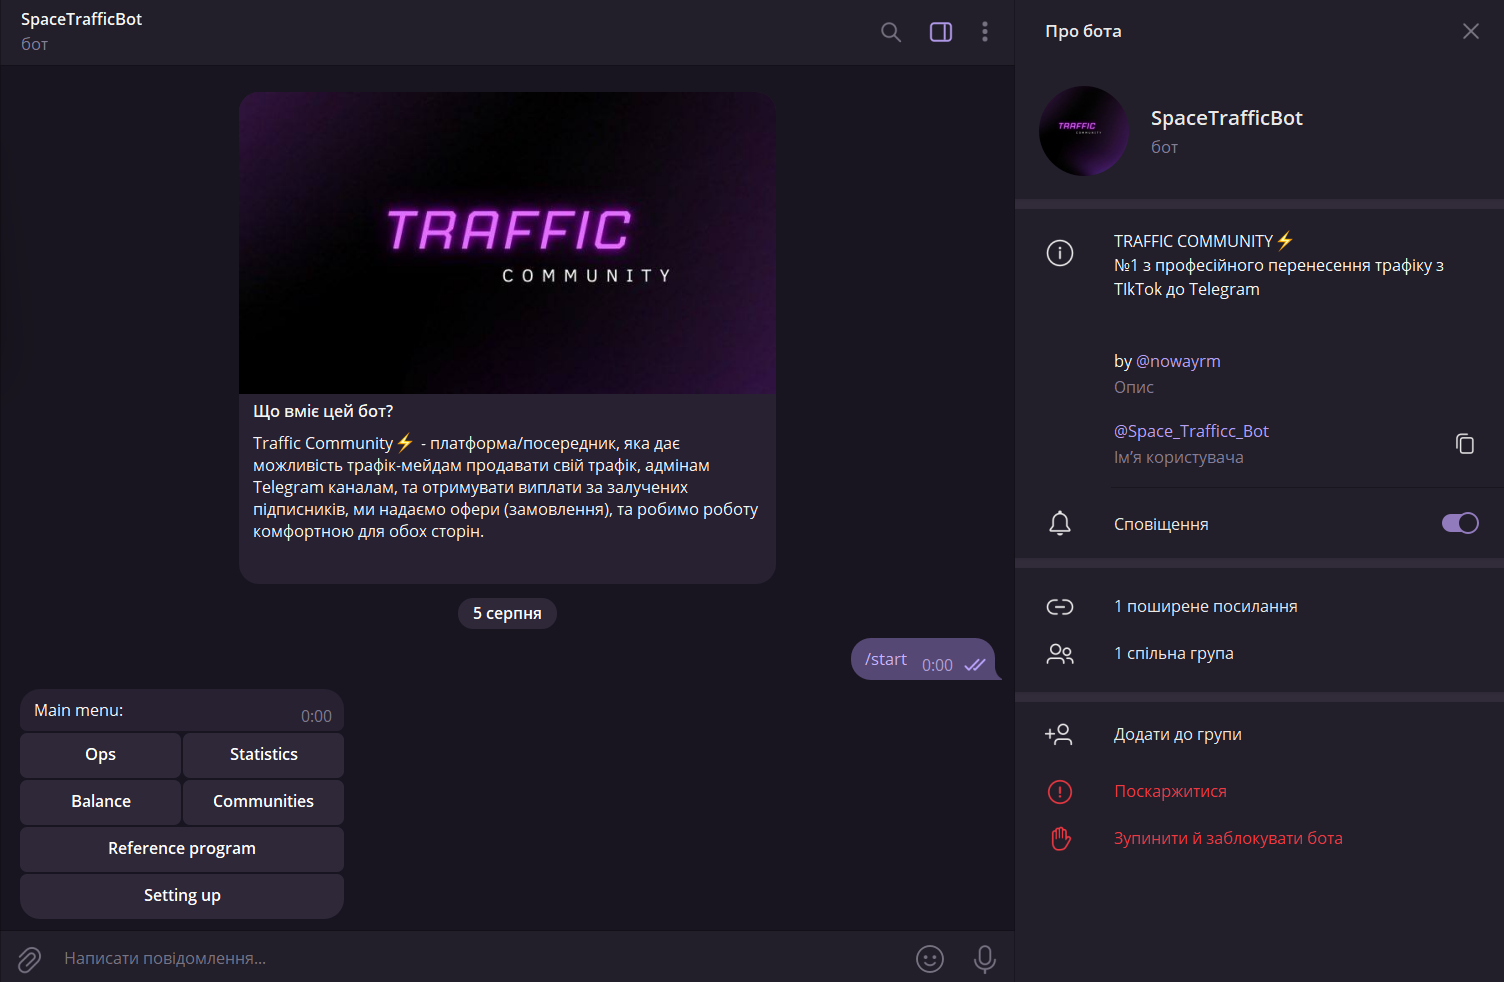 SpaceTrafficBot
бот
TRAFFIC
COMMUNITY
Що вміє цей бот?
Traffic Community⚡ - платформа/посередник, яка дає
можливість трафік-мейдам продавати свій трафік, адмінам
Telegram каналам, та отримувати виплати за залучених
підписників, ми надаємо офери (замовлення), та робимо роботу
комфортною для обох сторін.
5 серпня
/start 0:00
Main menu: 0:00
Ops
Statistics
Balance
Communities
Reference program
Setting up
Написати повідомлення...
Про бота
TRAFFIC
COMMUNITY
SpaceTrafficBot
бот
TRAFFIC COMMUNITY⚡
№1 з професійного перенесення трафіку з
TIkTok до Telegram
by @nowayrm
Опис
@Space_Trafficc_Bot
Ім’я користувача
Сповіщення
1 поширене посилання
1 спільна група
Додати до групи
Поскаржитися
Зупинити й заблокувати бота